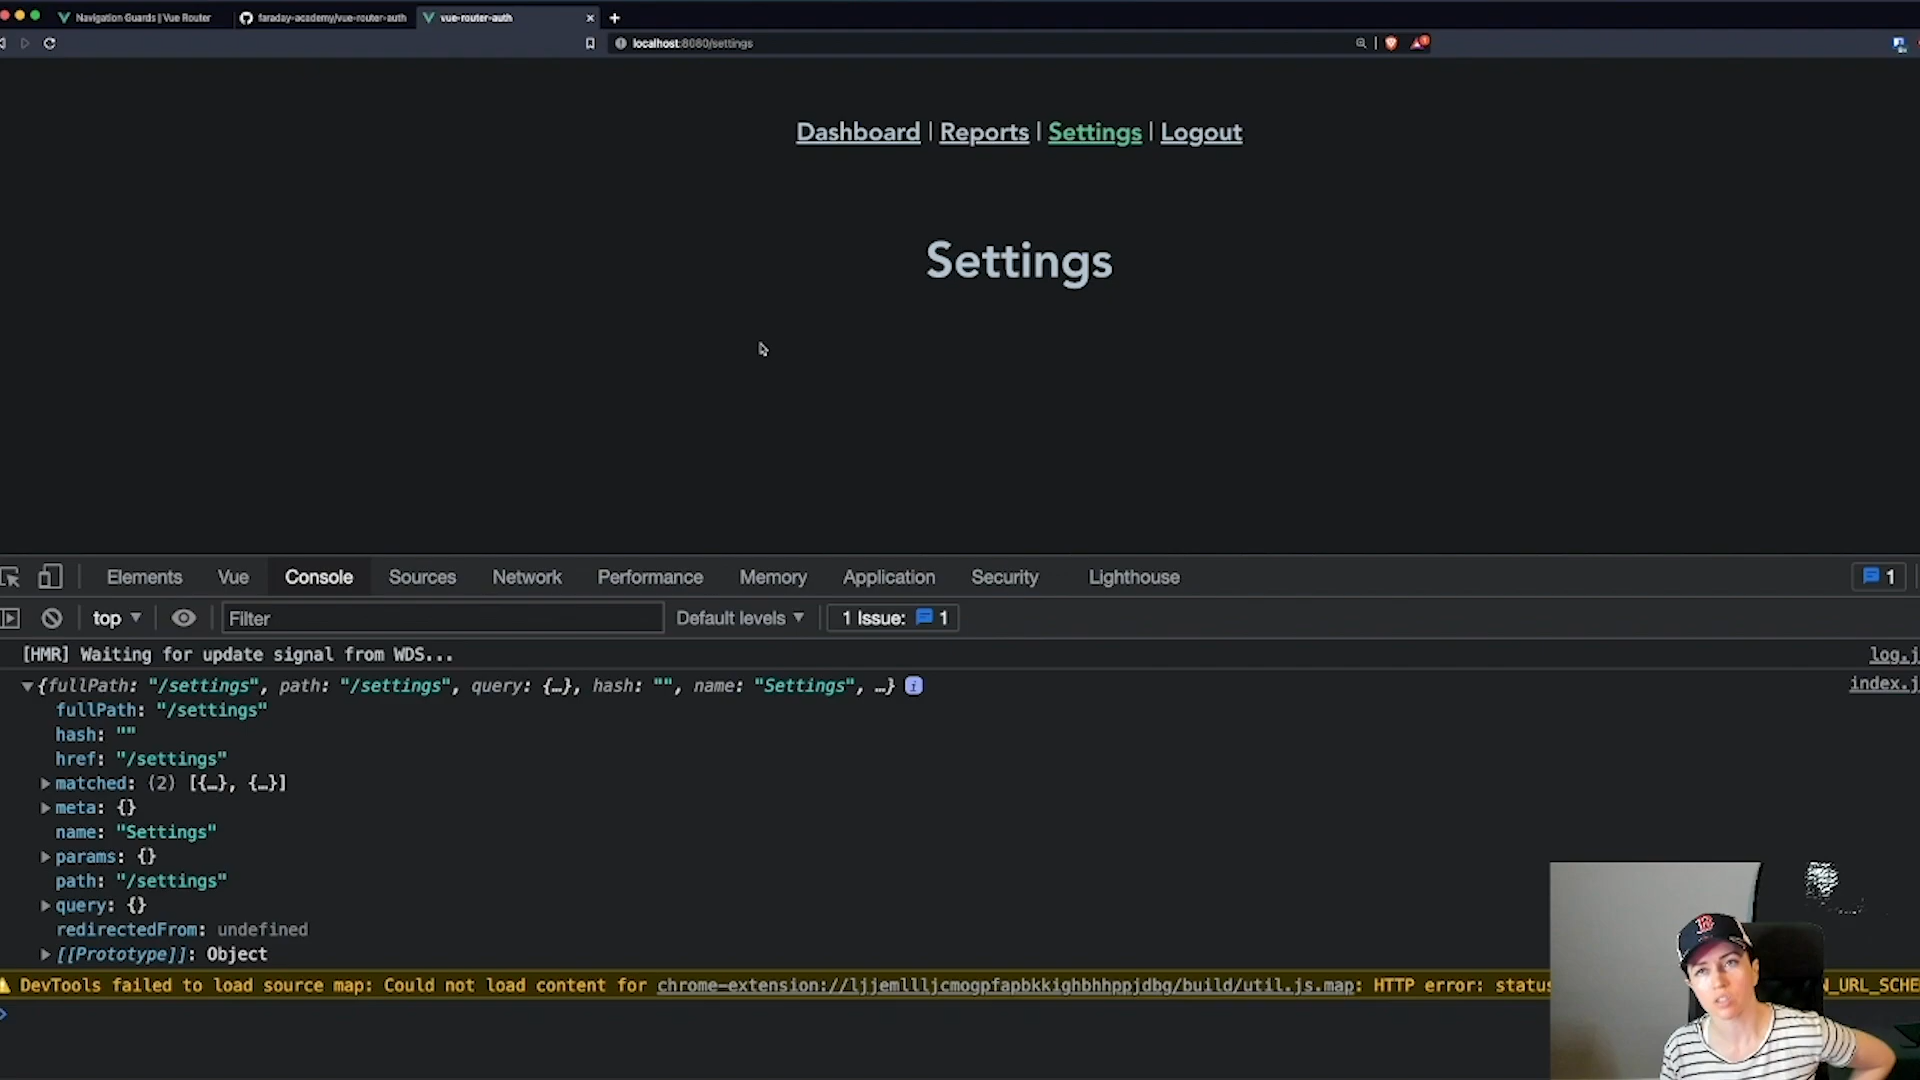 Navigation Guards | Vue Router
faraday-academy/vue-router-auth
vue-router-auth
localhost:8080/settings
Dashboard | Reports | Settings | Logout
Settings
Elements Vue Console Sources Network Performance Memory Application Security Lighthouse 1
top Filter Default levels 1 Issue: 1
[HMR] Waiting for update signal from WDS... log.j
{fullPath: "/settings", path: "/settings", query: {…}, hash: "", name: "Settings", …} i index.j
fullPath: "/settings"
hash: ""
href: "/settings"
matched: (2) [{…}, {…}]
meta: {}
name: "Settings"
params: {}
path: "/settings"
query: {}
redirectedFrom: undefined
[[Prototype]]: Object
DevTools failed to load source map: Could not load content for chrome-extension://ljjemllljcmogpfapbkkighbhhppjdbg/build/util.js.map: HTTP error: status N_URL_SCHE